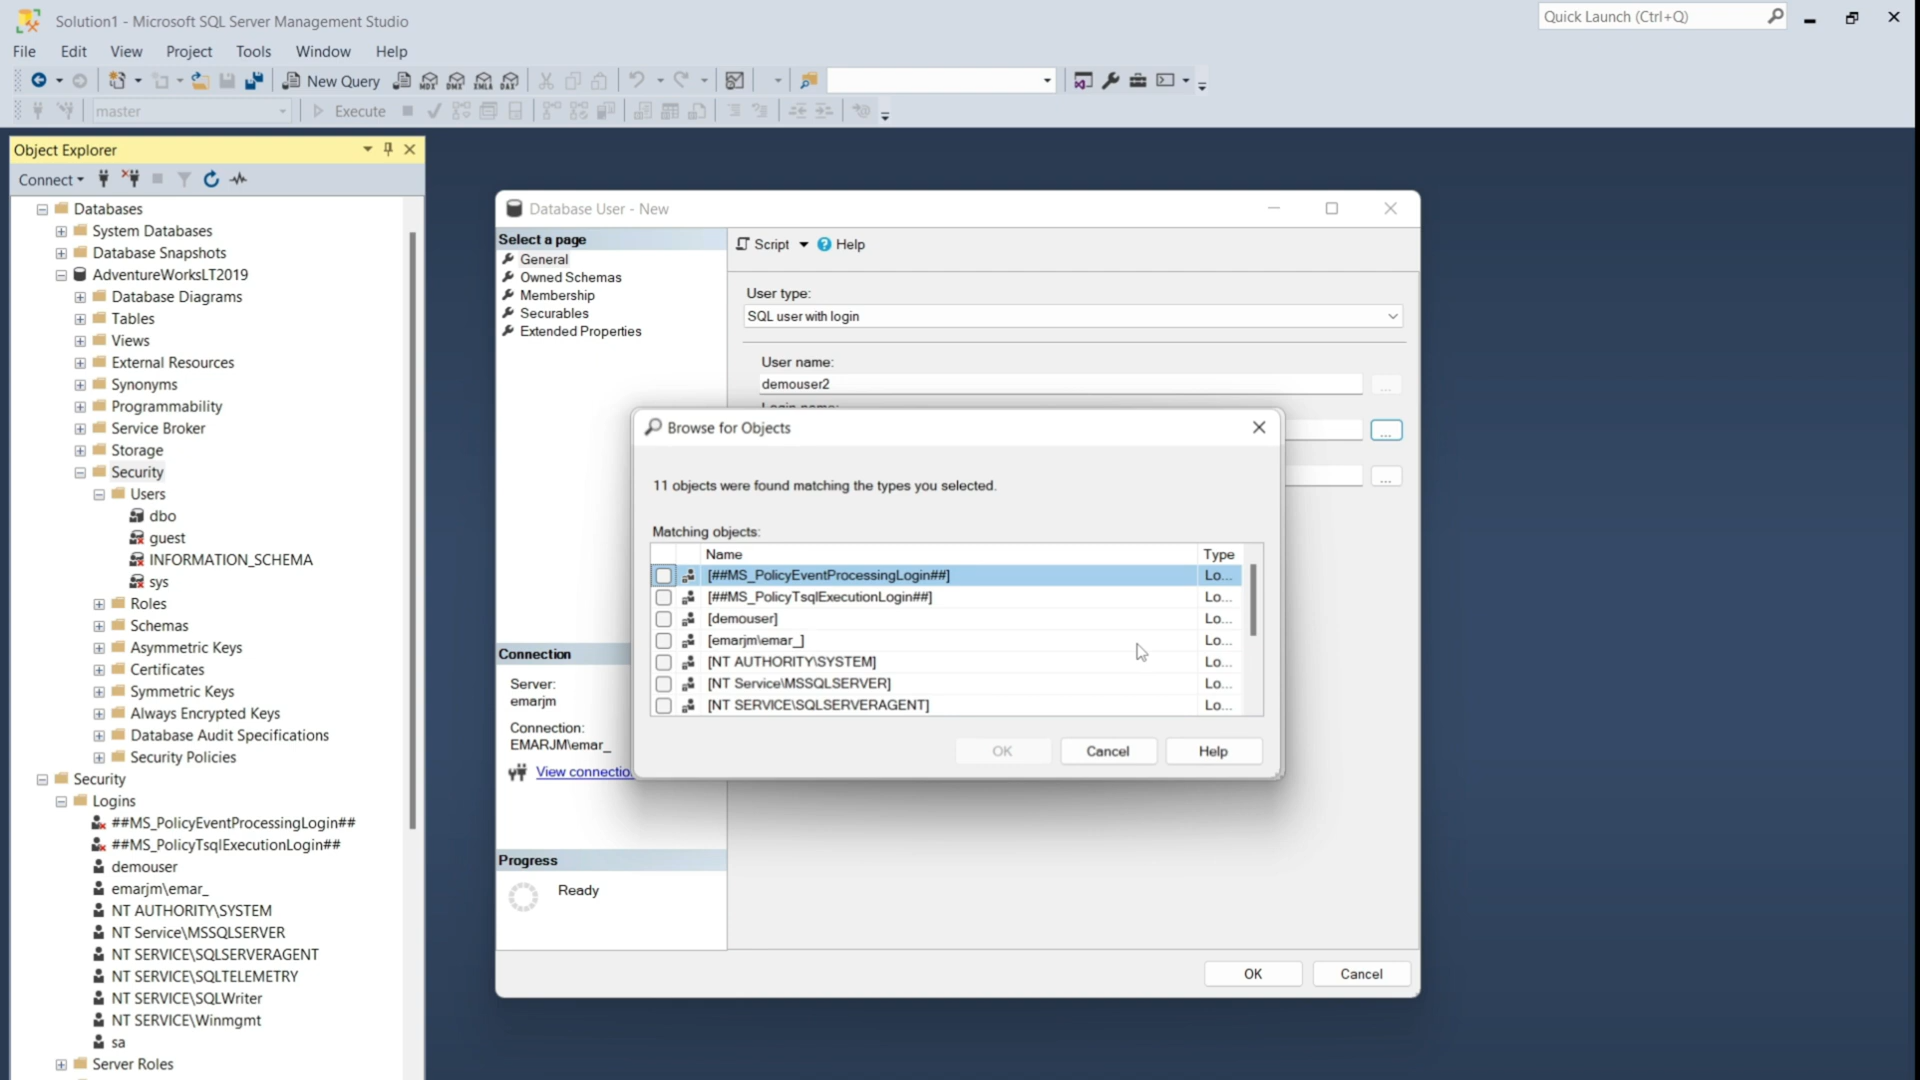 Solution1 - Microsoft SQL Server Management Studio
Quick Launch (Ctrl+Q)
File Edit View Project Tools Window Help
New Query MDX DMX XMLA DAX
master Execute
Object Explorer
Connect
Databases
System Databases
Database Snapshots
AdventureWorksLT2019
Database Diagrams
Tables
Views
External Resources
Synonyms
Programmability
Service Broker
Storage
Security
Users
dbo
guest
INFORMATION_SCHEMA
sys
Roles
Schemas
Asymmetric Keys
Certificates
Symmetric Keys
Always Encrypted Keys
Database Audit Specifications
Security Policies
Security
Logins
##MS_PolicyEventProcessingLogin##
##MS_PolicyTsqlExecutionLogin##
demouser
emarjm\emar_
NT AUTHORITY\SYSTEM
NT Service\MSSQLSERVER
NT SERVICE\SQLSERVERAGENT
NT SERVICE\SQLTELEMETRY
NT SERVICE\SQLWriter
NT SERVICE\Winmgmt
sa
Server Roles
Database User - New
Select a page
General
Owned Schemas
Membership
Securables
Extended Properties
Connection
Server:
emarjm
Connection:
EMARJM\emar_
View connectio
Progress
Ready
Script Help
User type:
SQL user with login
User name:
demouser2
...
Login name:
...
...
Browse for Objects
11 objects were found matching the types you selected.
Matching objects:
Name Type
[##MS_PolicyEventProcessingLogin##] Lo...
[##MS_PolicyTsqlExecutionLogin##] Lo...
[demouser] Lo...
[emarjm\emar_] Lo...
[NT AUTHORITY\SYSTEM] Lo...
[NT Service\MSSQLSERVER] Lo...
[NT SERVICE\SQLSERVERAGENT] Lo...
OK Cancel Help
OK Cancel